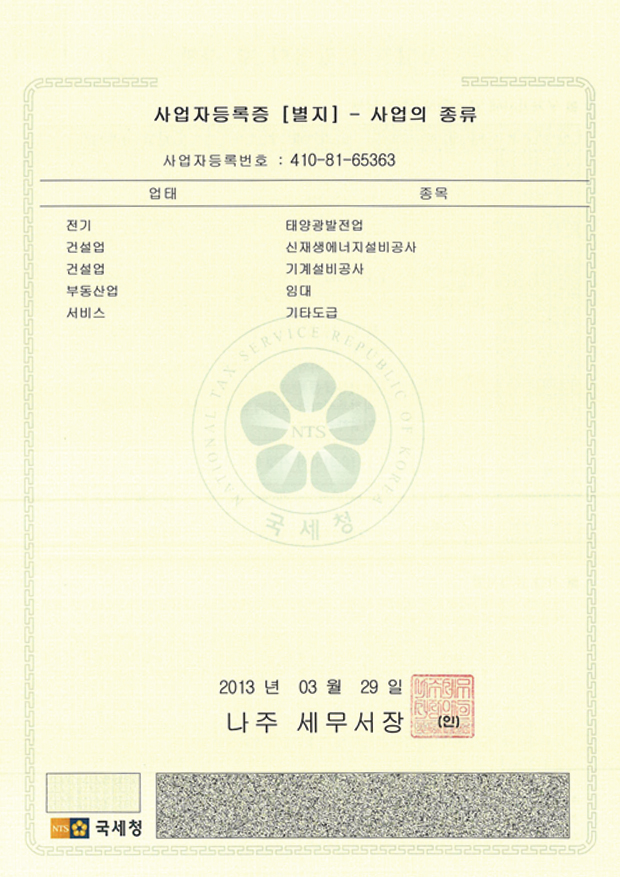 사업자등록증 [별지] - 사업의 종류
사업자등록번호 : 410-81-65363
업태 종목
전기 태양광발전업
건설업 신재생에너지설비공사
건설업 기계설비공사
부동산업 임대
서비스 기타도급
NATIONAL TAX SERVICE REPUBLIC OF KOREA
NTS
국세청
2013 년 03 월 29 일
나주 세무서장 (인)
NTS 국세청